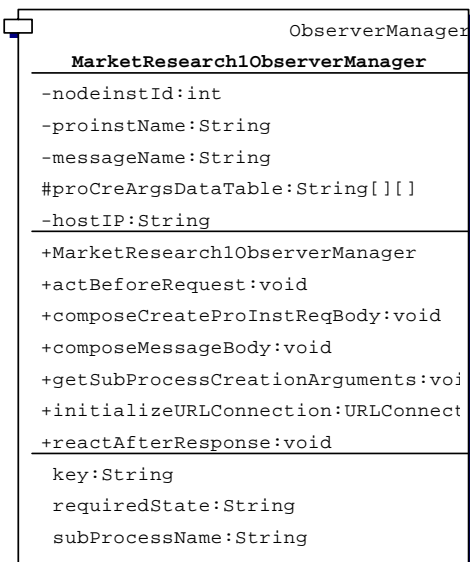 ObserverManager
MarketResearch1ObserverManager
-nodeinstId:int
-proinstName:String
-messageName:String
#proCreArgsDataTable:String[][]
-hostIP:String
+MarketResearch1ObserverManager
+actBeforeRequest:void
+composeCreateProInstReqBody:void
+composeMessageBody:void
+getSubProcessCreationArguments:voi
+initializeURLConnection:URLConnect
+reactAfterResponse:void
key:String
requiredState:String
subProcessName:String